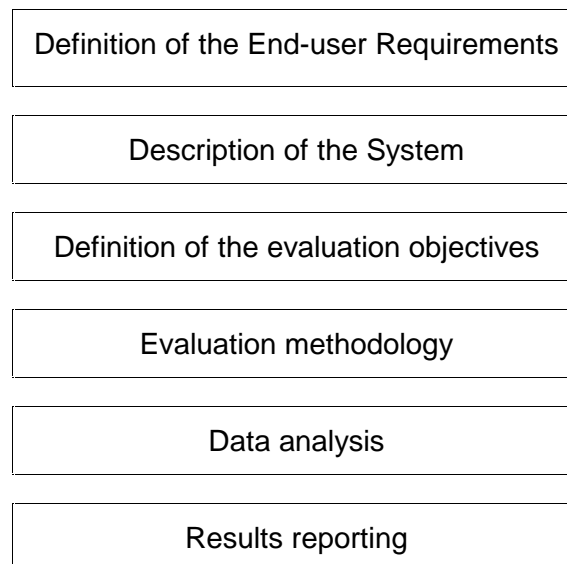 Definition of the End-user Requirements
Description of the System
Definition of the evaluation objectives
Evaluation methodology
Data analysis
Results reporting